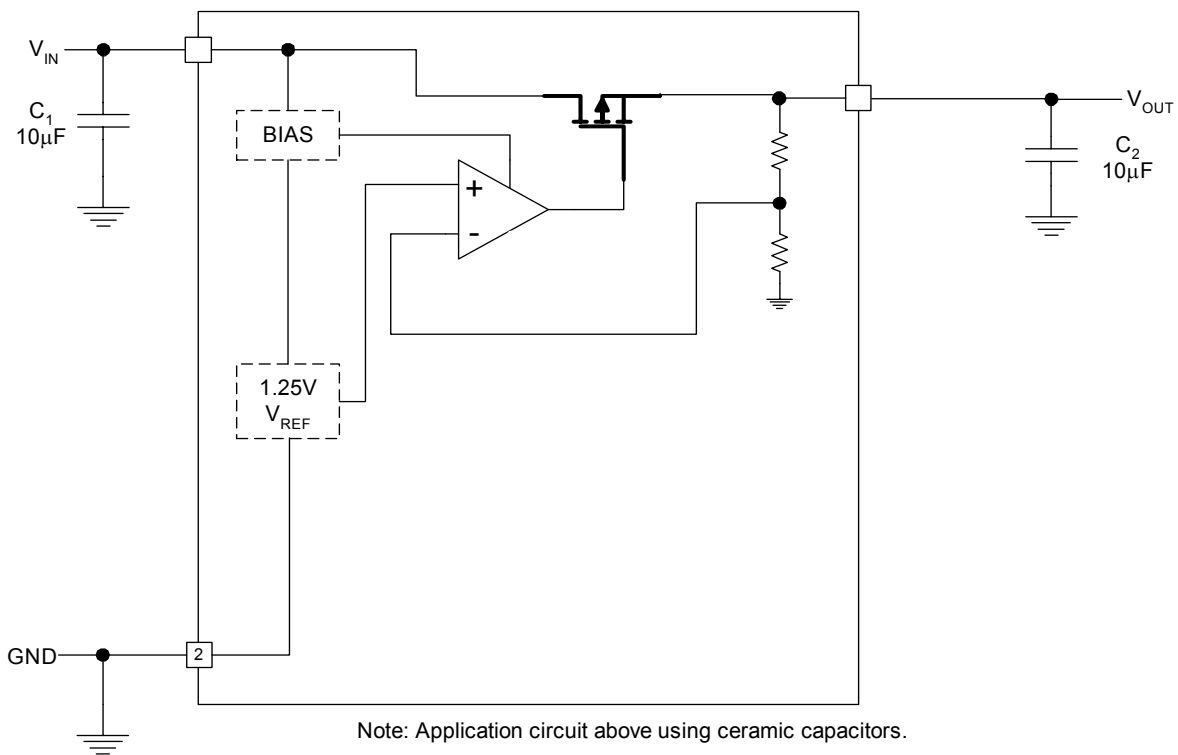 V_IN
C_1
10μF
BIAS
+
-
V_OUT
C_2
10μF
1.25V
V_REF
GND
2
Note: Application circuit above using ceramic capacitors.